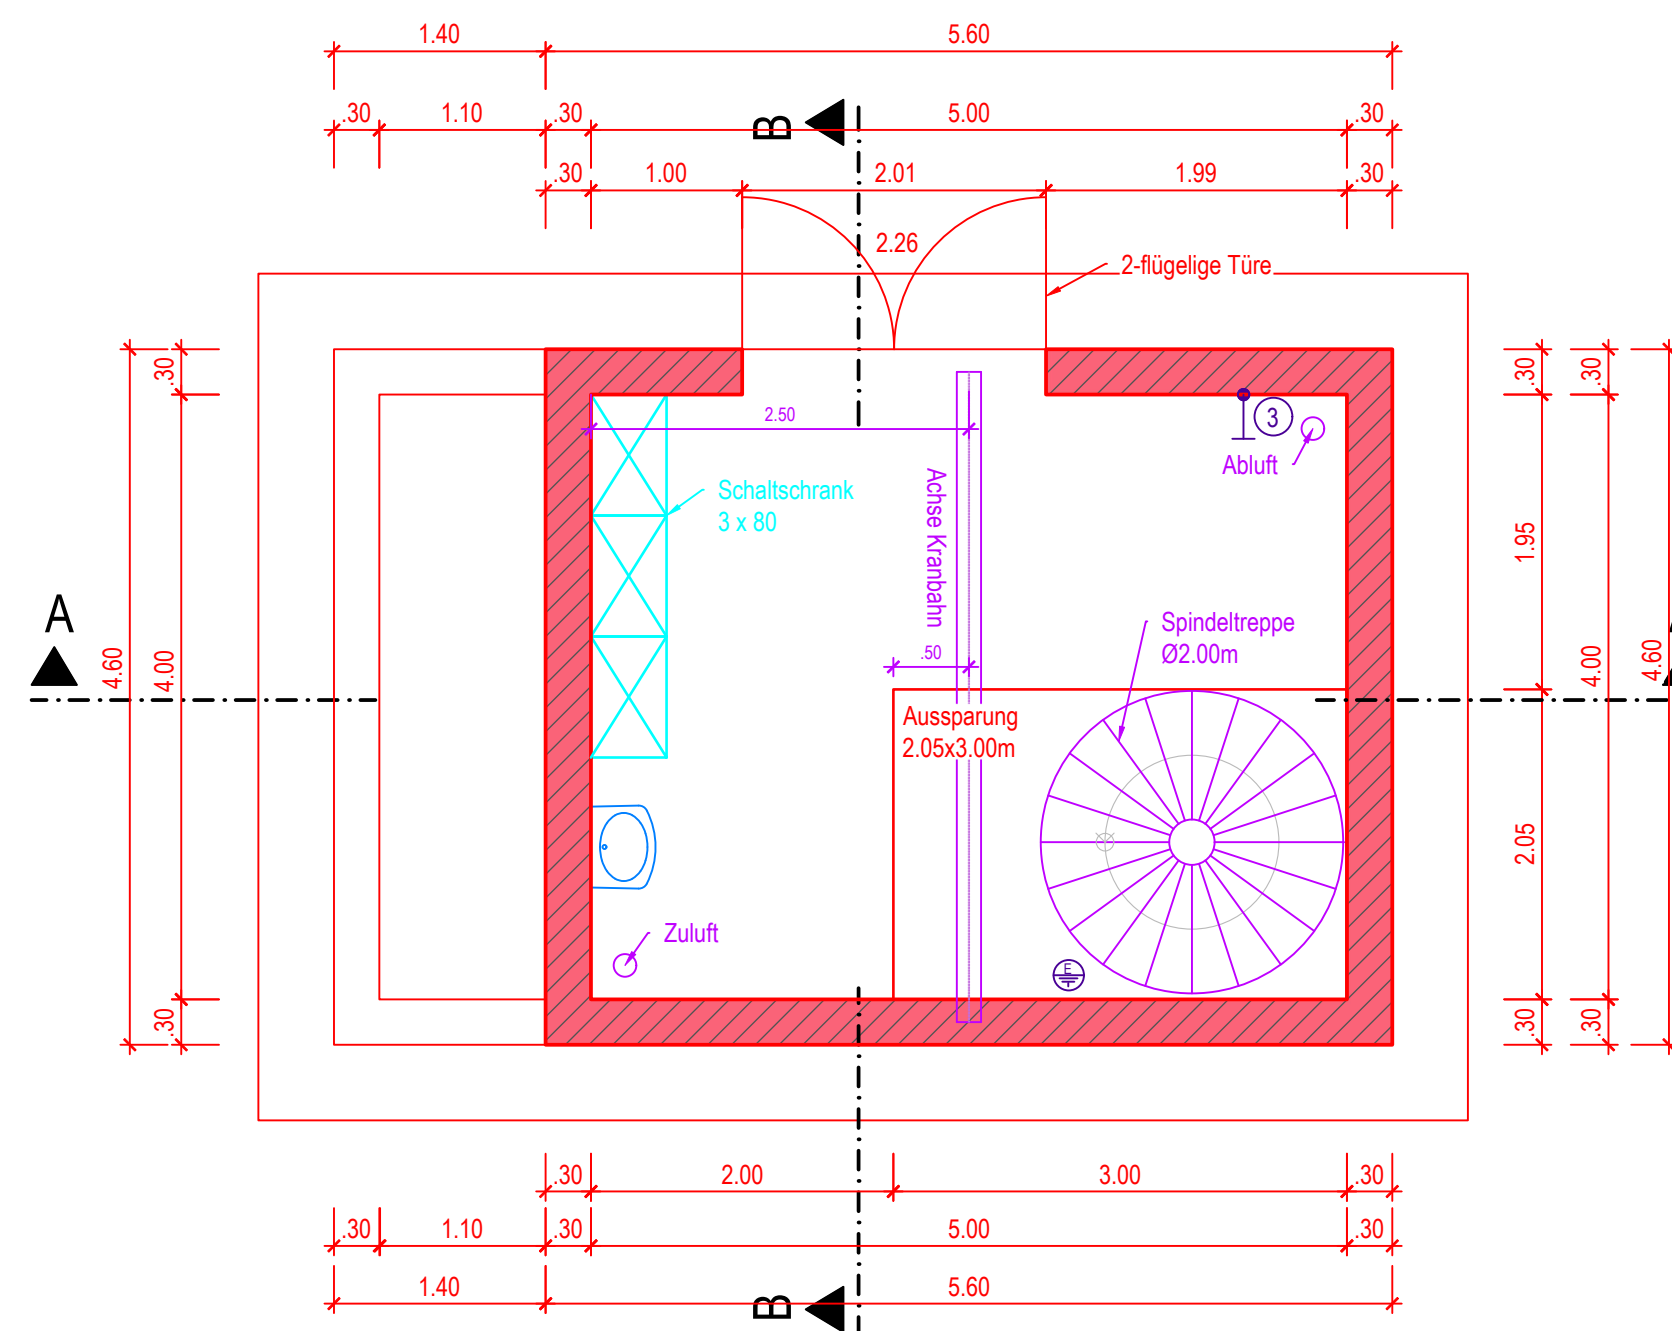 1.40
5.60
.30
1.10
.30
5.00
.30
B
.30
1.00
2.01
1.99
.30
2.26
2-flügelige Türe
.30
.30
.30
2.50
3
Abluft
Schaltschrank
3 x 80
Achse Kranbahn
1.95
A
4.60
4.00
Spindeltreppe
Ø2.00m
.50
4.00
4.60
Aussparung
2.05x3.00m
2.05
Zuluft
E
.30
.30
.30
.30
2.00
3.00
.30
.30
1.10
.30
5.00
.30
1.40
5.60
B